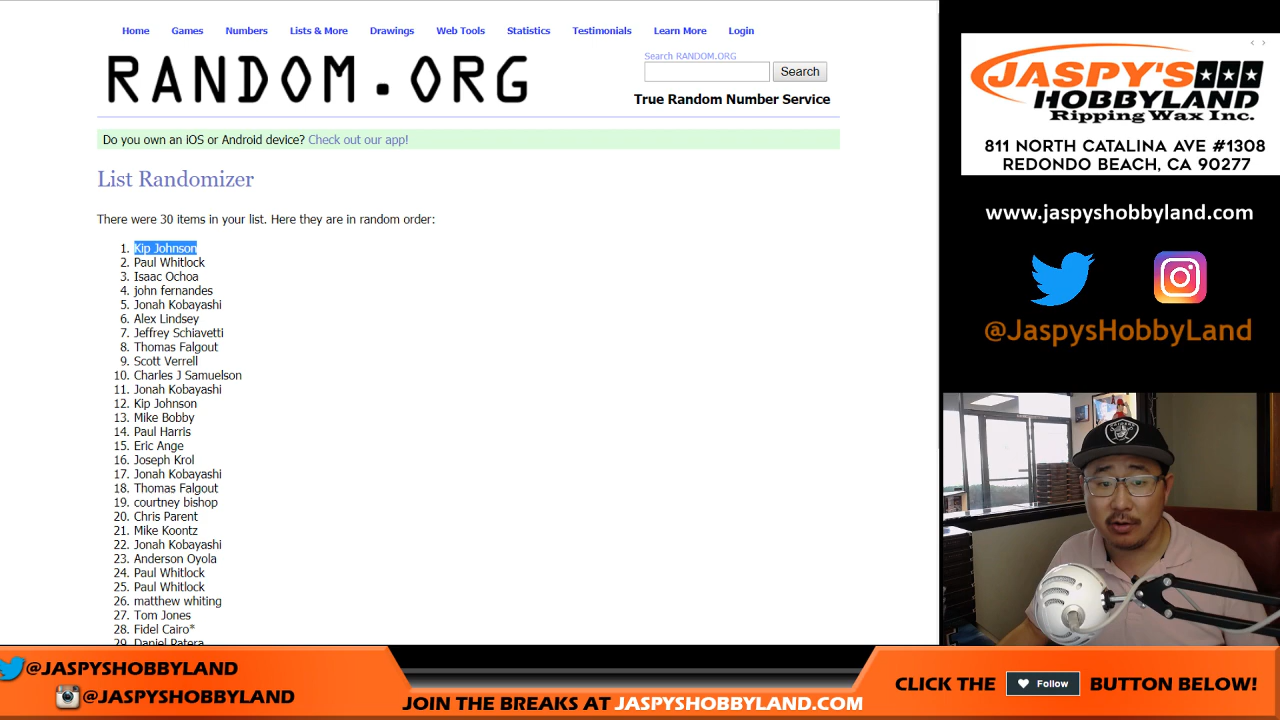 Home Games Numbers Lists & More Drawings Web Tools Statistics Testimonials Learn More Login
RANDOM.ORG
Search RANDOM.ORG
Search
True Random Number Service
Do you own an iOS or Android device? Check out our app!
List Randomizer
There were 30 items in your list. Here they are in random order:
1. Kip Johnson
2. Paul Whitlock
3. Isaac Ochoa
4. john fernandes
5. Jonah Kobayashi
6. Alex Lindsey
7. Jeffrey Schiavetti
8. Thomas Falgout
9. Scott Verrell
10. Charles J Samuelson
11. Jonah Kobayashi
12. Kip Johnson
13. Mike Bobby
14. Paul Harris
15. Eric Ange
16. Joseph Krol
17. Jonah Kobayashi
18. Thomas Falgout
19. courtney bishop
20. Chris Parent
21. Mike Koontz
22. Jonah Kobayashi
23. Anderson Oyola
24. Paul Whitlock
25. Paul Whitlock
26. matthew whiting
27. Tom Jones
28. Fidel Cairo*
29. Daniel Patera
JASPY'S
HOBBYLAND
Ripping Wax Inc.
811 NORTH CATALINA AVE #1308
REDONDO BEACH, CA 90277
www.jaspyshobbyland.com
@JaspysHobbyLand
@JASPYSHOBBYLAND
@JASPYSHOBBYLAND
JOIN THE BREAKS AT JASPYSHOBBYLAND.COM
CLICK THE Follow BUTTON BELOW!